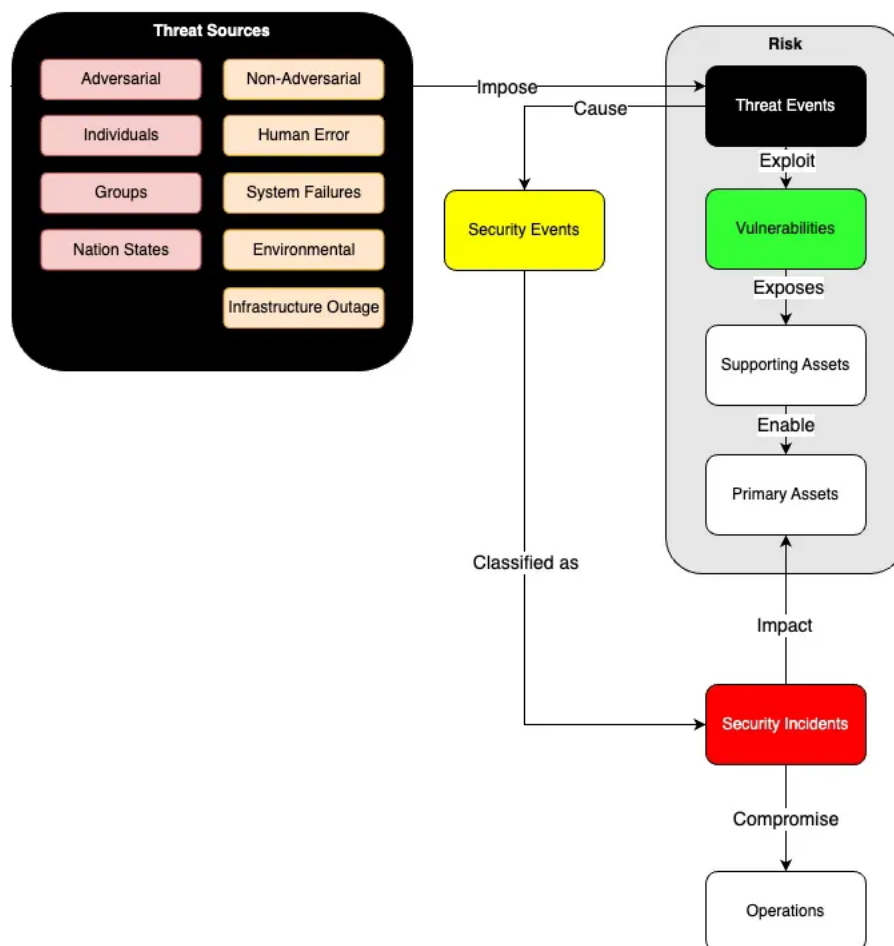 Threat Sources
Adversarial
Non-Adversarial
Individuals
Human Error
Groups
System Failures
Nation States
Environmental
Infrastructure Outage
Impose
Cause
Risk
Threat Events
Exploit
Security Events
Vulnerabilities
Exposes
Supporting Assets
Enable
Primary Assets
Classified as
Impact
Security Incidents
Compromise
Operations